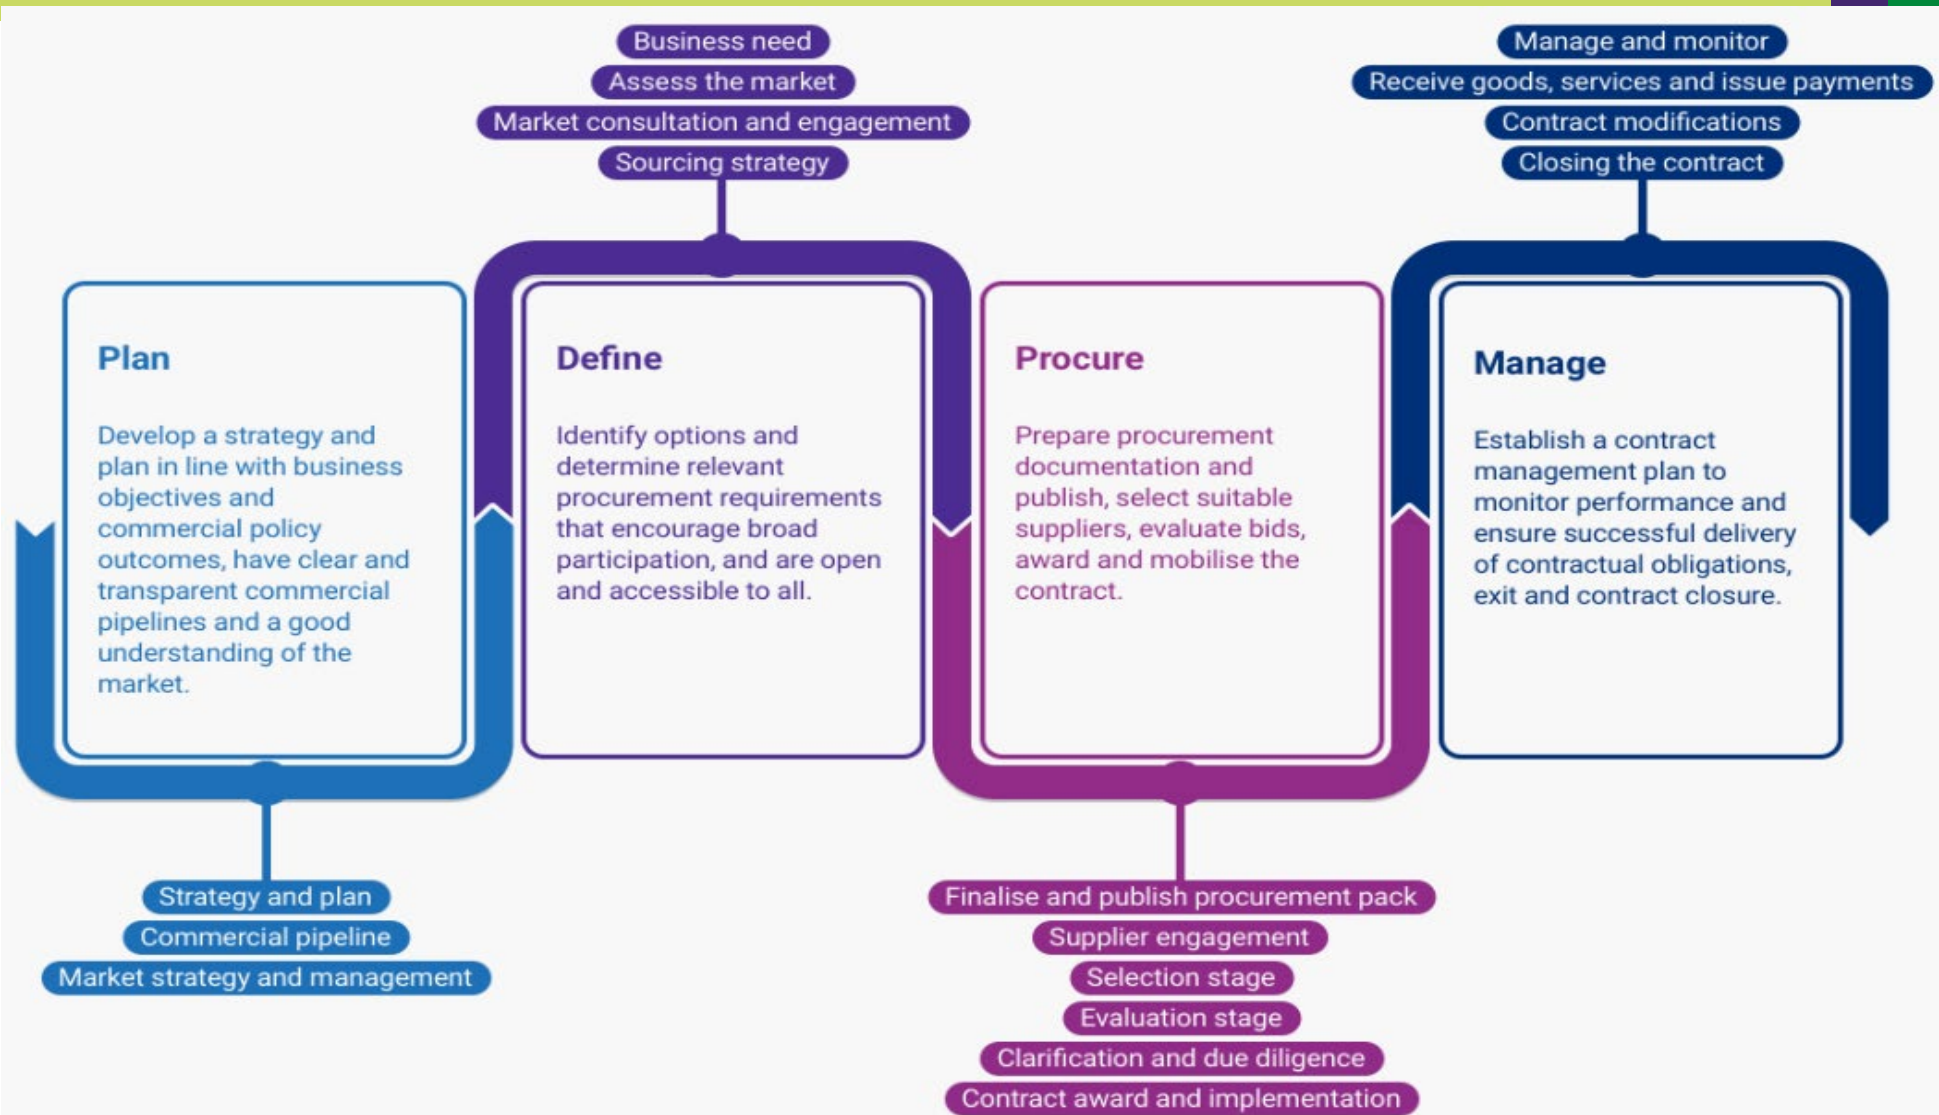 Business need
Assess the market
Market consultation and engagement
Sourcing strategy
Manage and monitor
Receive goods, services and issue payments
Contract modifications
Closing the contract
Plan
Develop a strategy and
plan in line with business
objectives and
commercial policy
outcomes, have clear and
transparent commercial
pipelines and a good
understanding of the
market.
Define
Identify options and
determine relevant
procurement requirements
that encourage broad
participation, and are open
and accessible to all.
Procure
Prepare procurement
documentation and
publish, select suitable
suppliers, evaluate bids,
award and mobilise the
contract.
Manage
Establish a contract
management plan to
monitor performance and
ensure successful delivery
of contractual obligations,
exit and contract closure.
Strategy and plan
Commercial pipeline
Market strategy and management
Finalise and publish procurement pack
Supplier engagement
Selection stage
Evaluation stage
Clarification and due diligence
Contract award and implementation